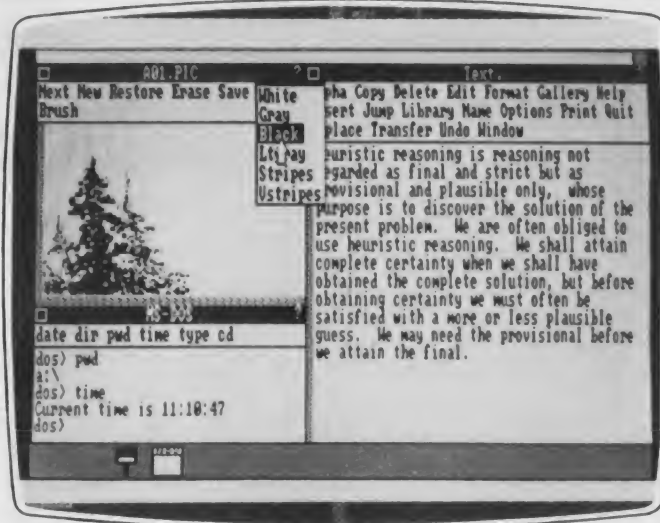 A01.PIC ?
Next New Restore Erase Save
Brush
White
Gray
Black
Stripes
Vstripes
MS-DOS ?
date dir pwd time type cd
dos> pwd
a:\
dos> time
Current time is 11:10:47
dos>
Text.
pha Copy Delete Edit Format Gallery Help
sert Jump Library Name Options Print Quit
place Transfer Undo Window
euristic reasoning is reasoning not
egarded as final and strict but as
rovisional and plausible only, whose
purpose is to discover the solution of the
present problem. We are often obliged to
use heuristic reasoning. We shall attain
complete certainty when we shall have
obtained the complete solution, but before
obtaining certainty we must often be
satisfied with a more or less plausible
guess. We may need the provisional before
we attain the final.